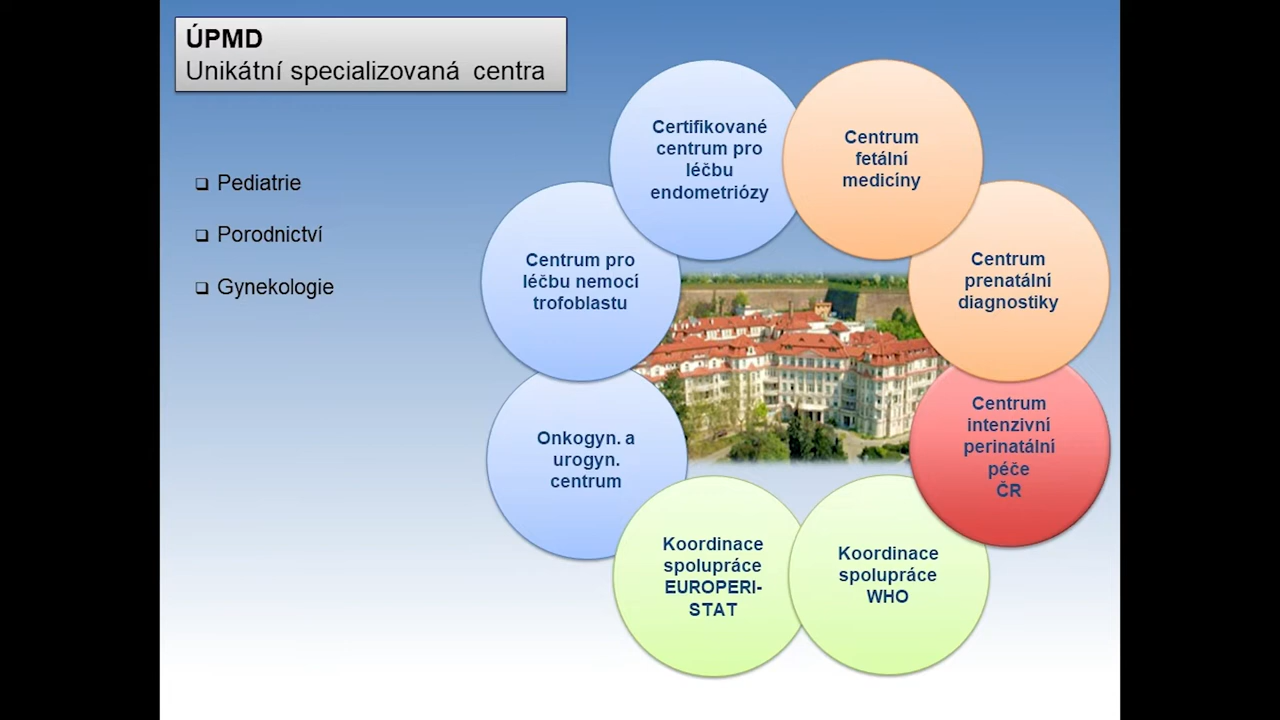 ÚPMD
Unikátní specializovaná centra
Pediatrie
Porodnictví
Gynekologie
Certifikované
centrum pro
léčbu
endometriózy
Centrum
fetální
medicíny
Centrum
prenatální
diagnostiky
Centrum
intenzivní
perinatální
péče
ČR
Koordinace
spolupráce
WHO
Koordinace
spolupráce
EUROPERI-
STAT
Onkogyn. a
urogyn.
centrum
Centrum pro
léčbu nemocí
trofoblastu